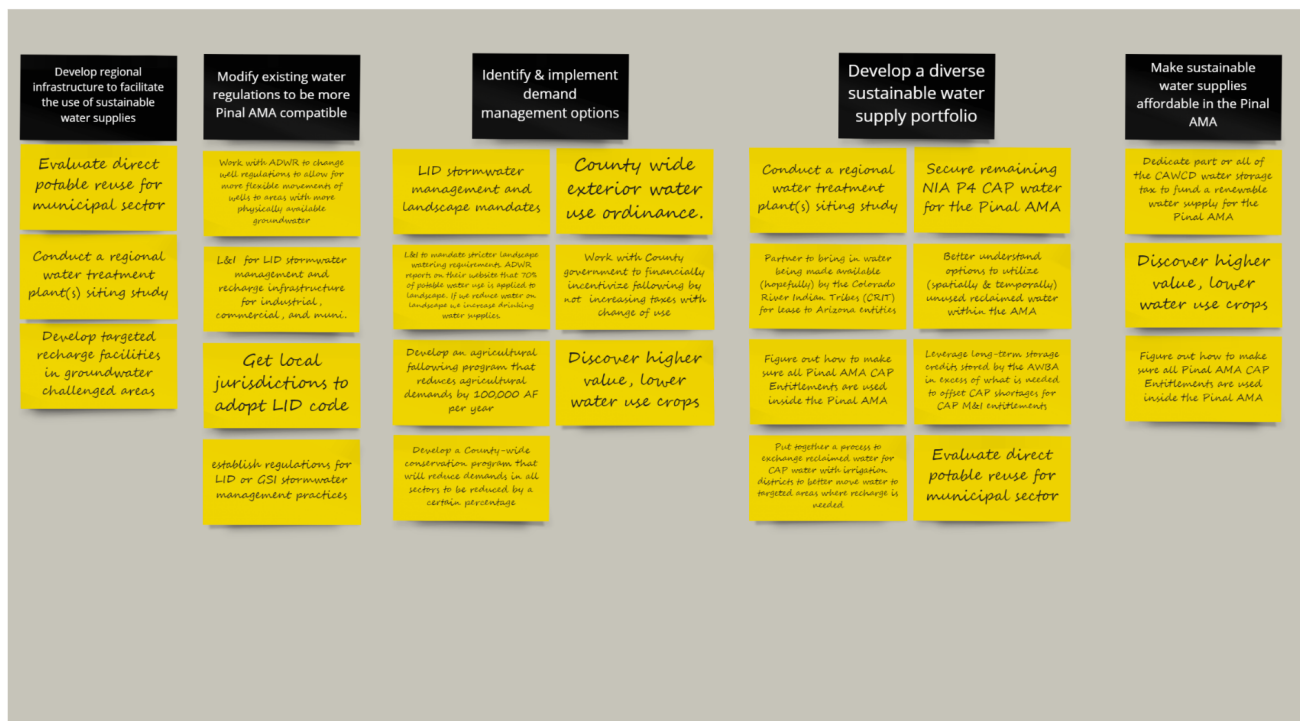 Develop regional
infrastructure to facilitate
the use of sustainable
water supplies
Evaluate direct
potable reuse for
municipal sector
Conduct a regional
water treatment
plant(s) siting study
Develop targeted
recharge facilities
in groundwater
challenged areas
Modify existing water
regulations to be more
Pinal AMA compatible
Work with ADWR to change
well regulations to allow for
more flexible movements of
wells to areas with more
physically available
groundwater
L&I for LID stormwater
management and
recharge infrastructure
for industrial,
commercial, and muni.
Get local
jurisdictions to
adopt LID code
establish regulations for
LID or GSI stormwater
management practices
Identify & implement
demand
management options
LID stormwater
management and
landscape mandates
County wide
exterior water
use ordinance.
L&I to mandate stricter landscape
watering requirements. ADWR
reports on their website that 70%
of potable water use is applied to
landscape. If we reduce water on
landscape we increase drinking
water supplies.
Work with County
government to financially
incentivize fallowing by
not increasing taxes with
change of use
Develop an agricultural
fallowing program that
reduces agricultural
demands by 100,000 AF
per year
Discover higher
value, lower
water use crops
Develop a County-wide
conservation program that
will reduce demands in all
sectors to be reduced by a
certain percentage
Develop a diverse
sustainable water
supply portfolio
Conduct a regional
water treatment
plant(s) siting study
Secure remaining
NIA P4 CAP water
for the Pinal AMA
Partner to bring in water
being made available
(hopefully) by the Colorado
River Indian Tribes (CRIT)
for lease to Arizona entities
Better understand
options to utilize
(spatially & temporally)
unused reclaimed water
within the AMA
Figure out how to make
sure all Pinal AMA CAP
Entitlements are used
inside the Pinal AMA
Leverage long-term storage
credits stored by the AWBA
in excess of what is needed
to offset CAP shortages for
CAP M&I entitlements
Put together a process to
exchange reclaimed water for
CAP water with irrigation
districts to better move water to
targeted areas where recharge is
needed.
Evaluate direct
potable reuse for
municipal sector
Make sustainable
water supplies
affordable in the Pinal
AMA
Dedicate part or all of
the CAWCD water storage
tax to fund a renewable
water supply for the
Pinal AMA
Discover higher
value, lower
water use crops
Figure out how to make
sure all Pinal AMA CAP
Entitlements are used
inside the Pinal AMA